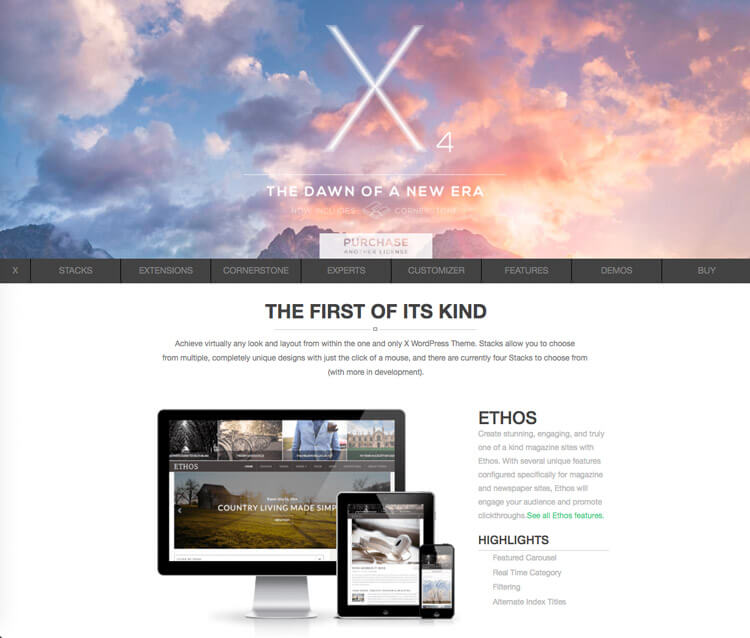 X
4
THE DAWN OF A NEW ERA
NOW INCLUDES CORNERSTONE
PURCHASE
ANOTHER LICENSE
X STACKS EXTENSIONS CORNERSTONE EXPERTS CUSTOMIZER FEATURES DEMOS BUY
THE FIRST OF ITS KIND
Achieve virtually any look and layout from within the one and only X WordPress Theme. Stacks allow you to choose
from multiple, completely unique designs with just the click of a mouse, and there are currently four Stacks to choose from
(with more in development).
ETHOS
COUNTRY LIVING MADE SIMP
ETHOS
Create stunning, engaging, and truly
one of a kind magazine sites with
Ethos. With several unique features
configured specifically for magazine
and newspaper sites, Ethos will
engage your audience and promote
clickthroughs.See all Ethos features.
HIGHLIGHTS
Featured Carousel
Real Time Category
Filtering
Alternate Index Titles